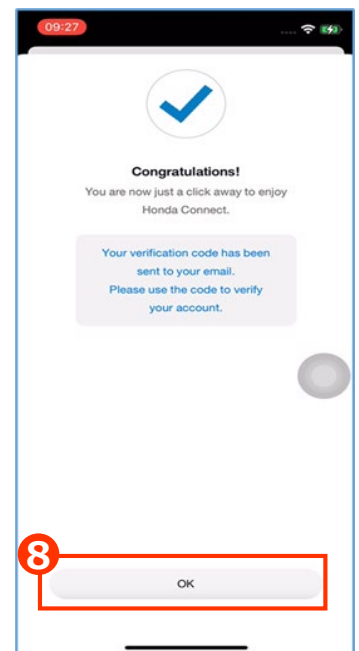 09:27
Congratulations!
You are now just a click away to enjoy
Honda Connect.
Your verification code has been
sent to your email.
Please use the code to verify
your account.
8
OK